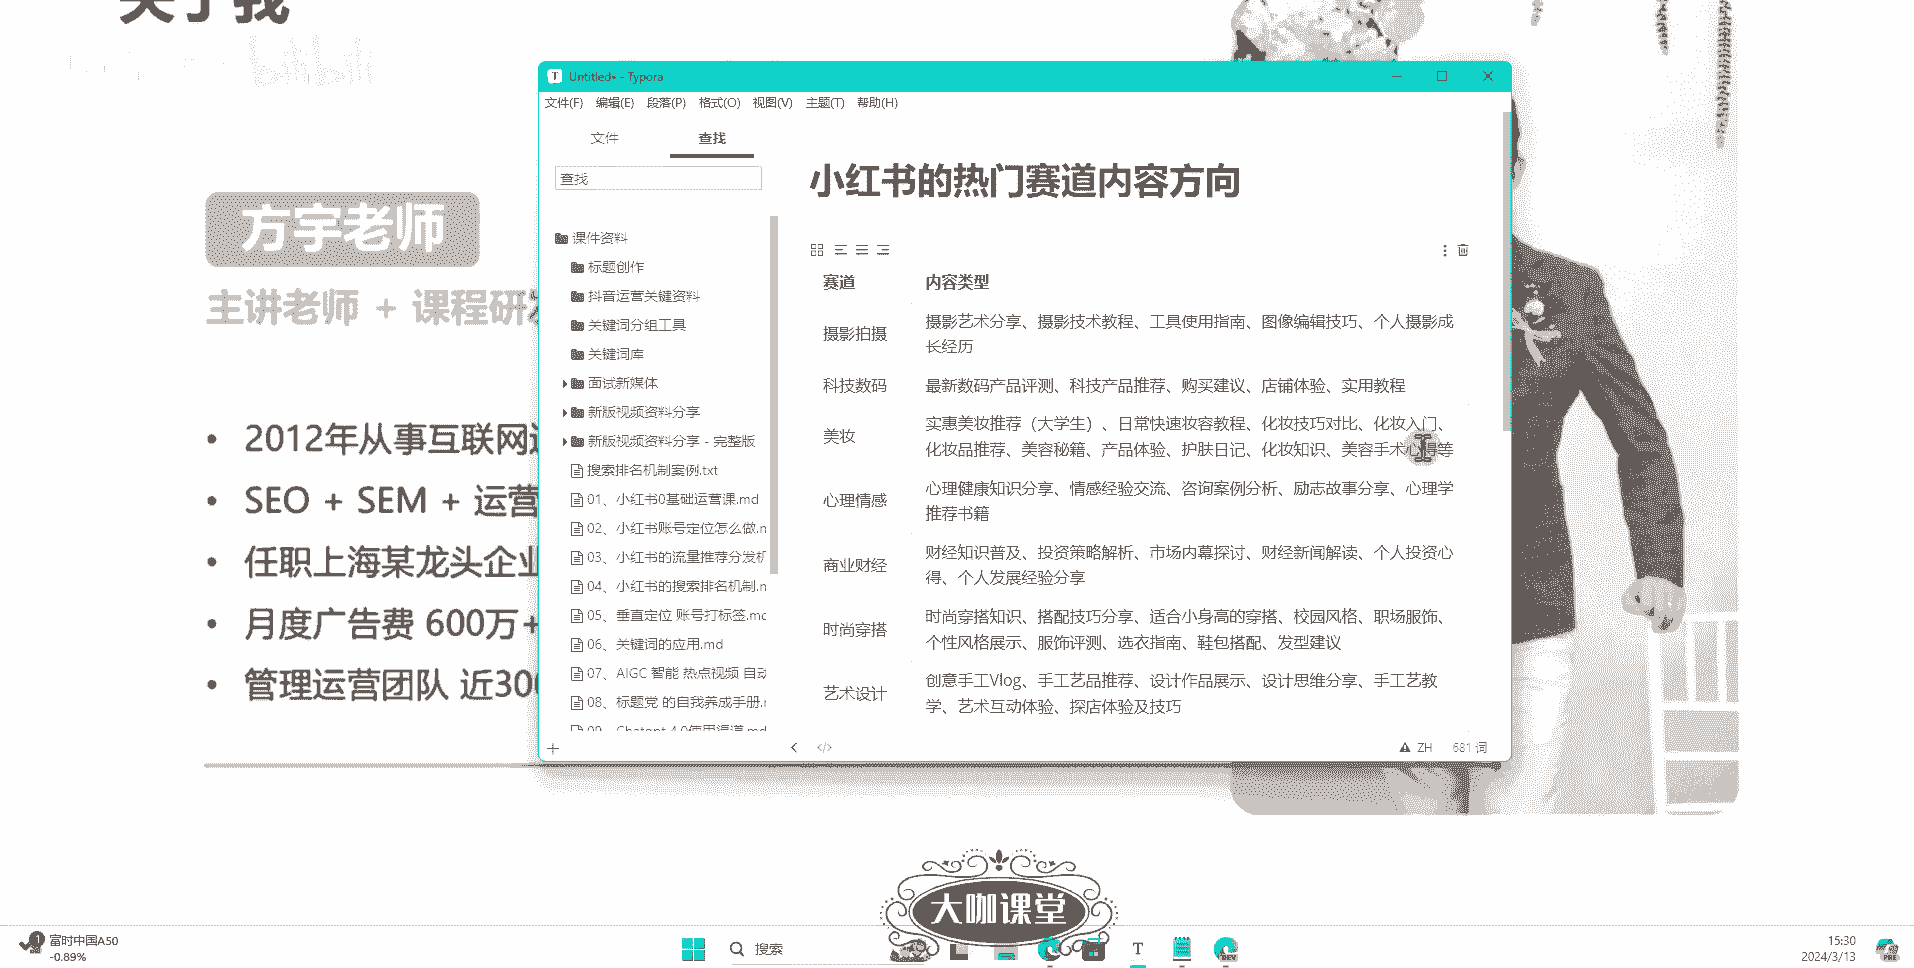 关于我
bilibili
方宇老师
主讲老师 + 课程研
2012年从事互联网
SEO + SEM + 运营
任职上海某龙头企业
月度广告费 600万+
管理运营团队 近300
Untitled• - Typora
文件(F) 编辑(E) 段落(P) 格式(O) 视图(V) 主题(T) 帮助(H)
文件 查找
查找
课件资料
标题创作
抖音运营关键资料
关键词分组工具
关键词库
面试新媒体
新版视频资料分享
新版视频资料分享 - 完整版
搜索排名机制案例.txt
01、小红书0基础运营课.md
02、小红书账号定位怎么做.m
03、小红书的流量推荐分发机
04、小红书的搜索排名机制.m
05、垂直定位 账号打标签.md
06、关键词的应用.md
07、AIGC 智能 热点视频 自动
08、标题党 的自我养成手册.m
09、Chatgpt 4.0使用渠道.md
小红书的热门赛道内容方向
赛道 内容类型
摄影拍摄 摄影艺术分享、摄影技术教程、工具使用指南、图像编辑技巧、个人摄影成
长经历
科技数码 最新数码产品评测、科技产品推荐、购买建议、店铺体验、实用教程
美妆 实惠美妆推荐（大学生）、日常快速妆容教程、化妆技巧对比、化妆入门、
化妆品推荐、美容秘籍、产品体验、护肤日记、化妆知识、美容手术心得等
心理情感 心理健康知识分享、情感经验交流、咨询案例分析、励志故事分享、心理学
推荐书籍
商业财经 财经知识普及、投资策略解析、市场内幕探讨、财经新闻解读、个人投资心
得、个人发展经验分享
时尚穿搭 时尚穿搭知识、搭配技巧分享、适合小身高的穿搭、校园风格、职场服饰、
个性风格展示、服饰评测、选衣指南、鞋包搭配、发型建议
艺术设计 创意手工Vlog、手工艺品推荐、设计作品展示、设计思维分享、手工艺教
学、艺术互动体验、探店体验及技巧
ZH 681 词
大咖课堂
1 富时中国A50
-0.89%
搜索
T
DEV
15:30
2024/3/13
PRE